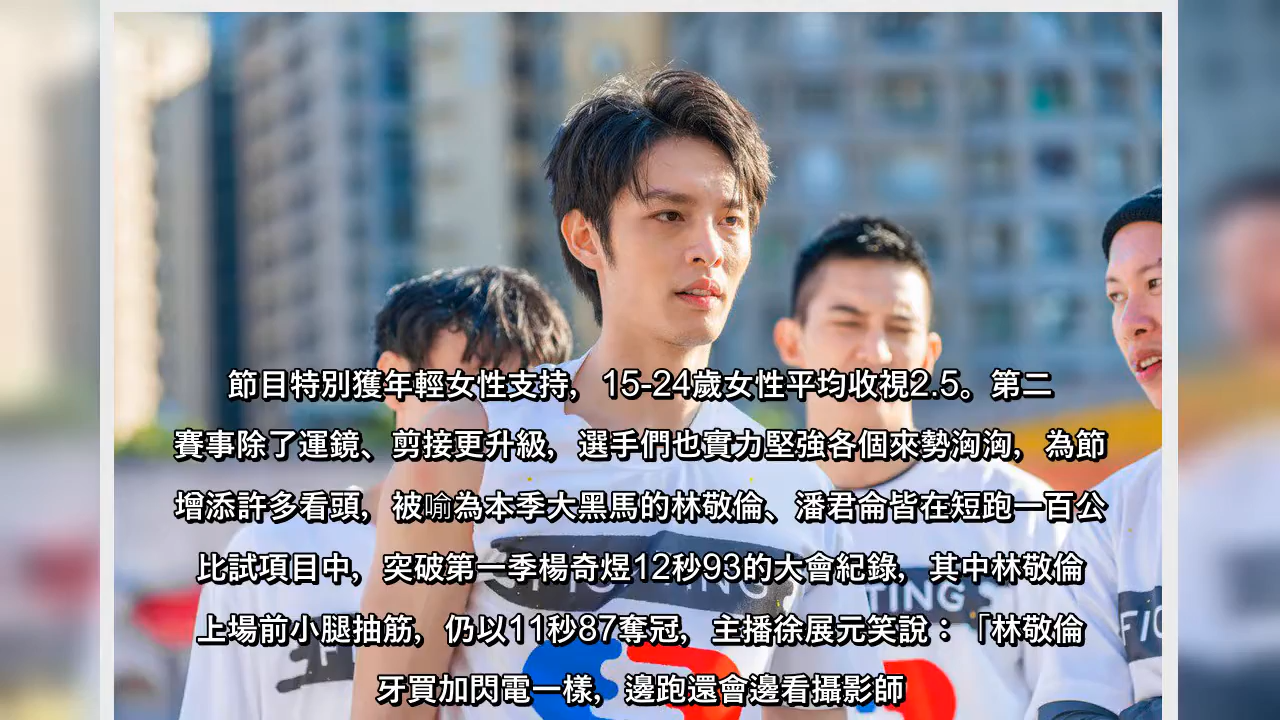 節目特別獲年輕女性支持，15-24歲女性平均收視2.5。第二
賽事除了運鏡、剪接更升級，選手們也實力堅強各個來勢洶洶，為節
增添許多看頭，被喻為本季大黑馬的林敬倫、潘君侖皆在短跑一百公
比試項目中，突破第一季楊奇煜12秒93的大會紀錄，其中林敬倫
上場前小腿抽筋，仍以11秒87奪冠，主播徐展元笑說：「林敬倫
牙買加閃電一樣，邊跑還會邊看攝影師
FiGHTiNG
TiNG